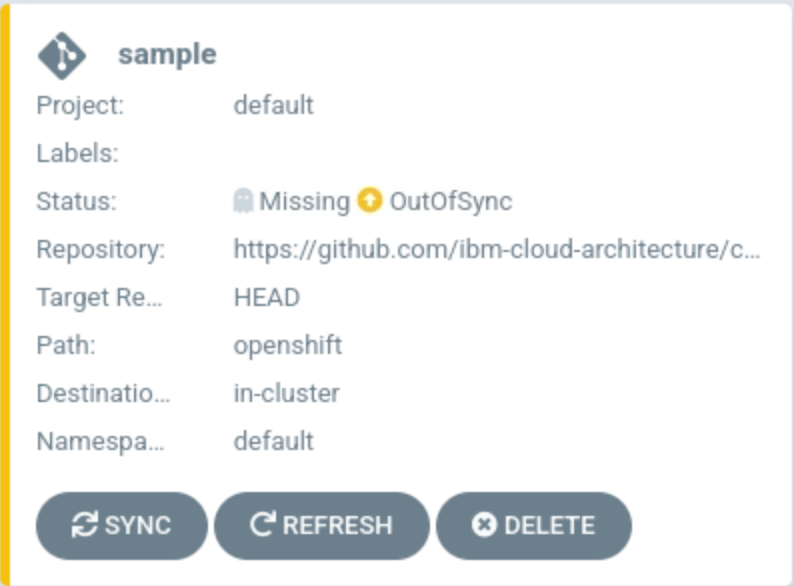 sample
Project: default
Labels:
Status: Missing OutOfSync
Repository: https://github.com/ibm-cloud-architecture/c...
Target Re... HEAD
Path: openshift
Destinatio... in-cluster
Namespa... default
SYNC REFRESH DELETE